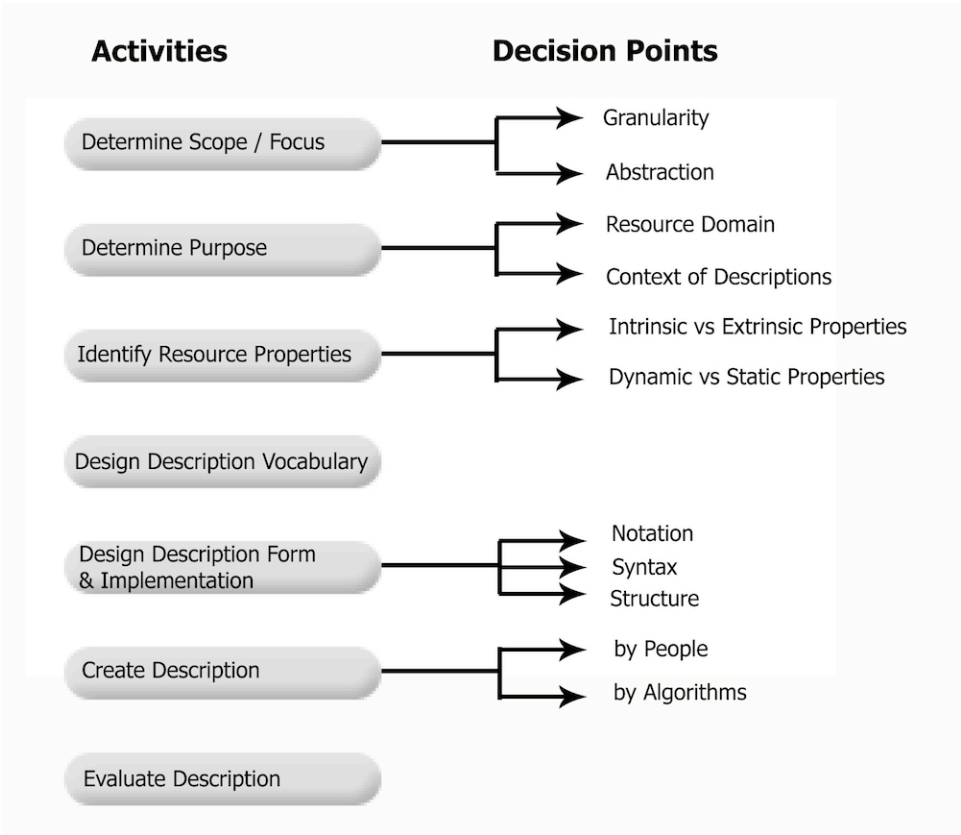 Activities
Decision Points
Determine Scope / Focus
Granularity
Abstraction
Determine Purpose
Resource Domain
Context of Descriptions
Identify Resource Properties
Intrinsic vs Extrinsic Properties
Dynamic vs Static Properties
Design Description Vocabulary
Design Description Form
& Implementation
Notation
Syntax
Structure
Create Description
by People
by Algorithms
Evaluate Description